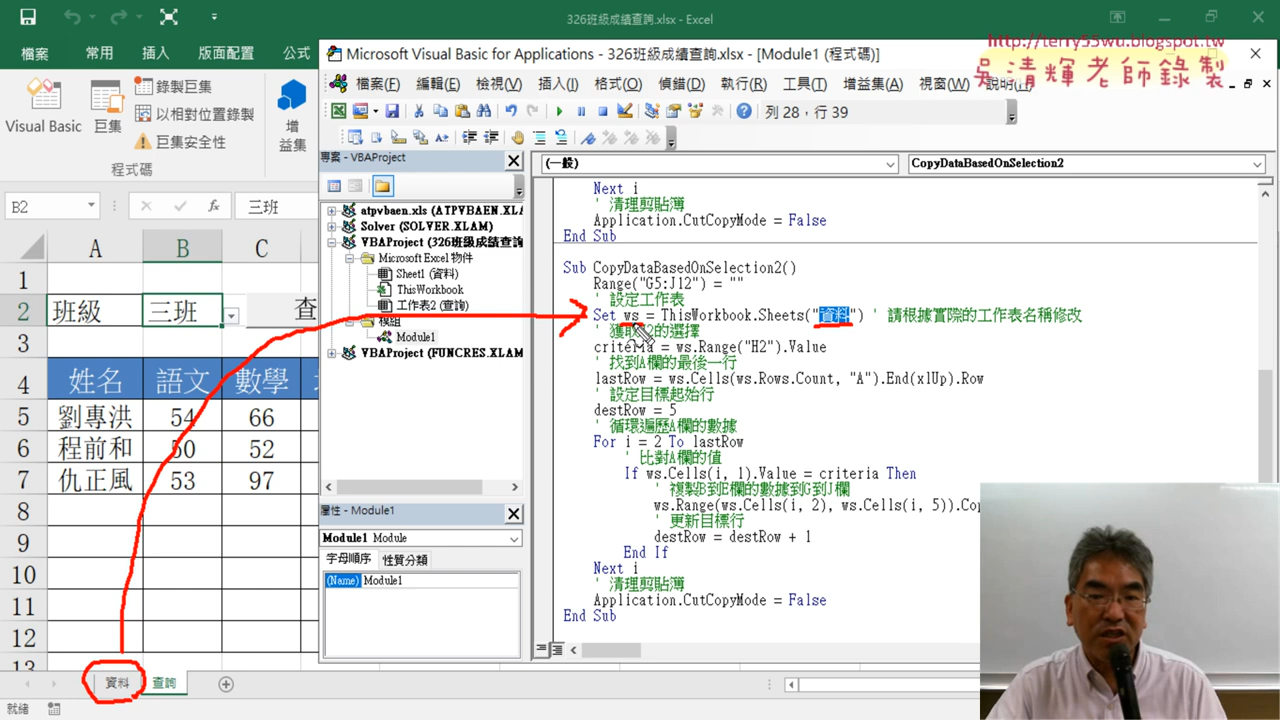 326班級成績查詢.xlsx - Excel
檔案 常用 插入 版面配置 公式
Visual Basic
巨集
錄製巨集
以相對位置錄製
巨集安全性
增益集
程式碼
B2
三班
A B C
1
2 班級 三班 查
3
4 姓名 語文 數學
5 劉專洪 54 66
6 程前和 50 52
7 仇正風 53 97
8
9
10
11
12
13
資料 查詢
就緒
http://terry55wu.blogspot.tw
吳清輝老師錄製
Microsoft Visual Basic for Applications - 326班級成績查詢.xlsx - [Module1 (程式碼)]
檔案(F) 編輯(E) 檢視(V) 插入(I) 格式(O) 偵錯(D) 執行(R) 工具(T) 增益集(A) 視窗(W) 說明(H)
列 28，行 39
專案 - VBAProject
atpvbaen.xls (ATPVBAEN.XLA
Solver (SOLVER.XLAM)
VBAProject (326班級成績查詢
Microsoft Excel 物件
Sheet1 (資料)
ThisWorkbook
工作表2 (查詢)
模組
Module1
VBAProject (FUNCRES.XLAM
屬性 - Module1
Module1 Module
字母順序 性質分類
(Name) Module1
(一般)
CopyDataBasedOnSelection2
Next i
' 清理剪貼簿
Application.CutCopyMode = False
End Sub
Sub CopyDataBasedOnSelection2()
Range("G5:J12") = ""
' 設定工作表
Set ws = ThisWorkbook.Sheets("資料") ' 請根據實際的工作表名稱修改
' 獲取H2的選擇
criteria = ws.Range("H2").Value
' 找到A欄的最後一行
lastRow = ws.Cells(ws.Rows.Count, "A").End(xlUp).Row
' 設定目標起始行
destRow = 5
' 循環遍歷A欄的數據
For i = 2 To lastRow
' 比對A欄的值
If ws.Cells(i, 1).Value = criteria Then
' 複製B到E欄的數據到G到J欄
ws.Range(ws.Cells(i, 2), ws.Cells(i, 5)).Co
' 更新目標行
destRow = destRow + 1
End If
Next i
' 清理剪貼簿
Application.CutCopyMode = False
End Sub